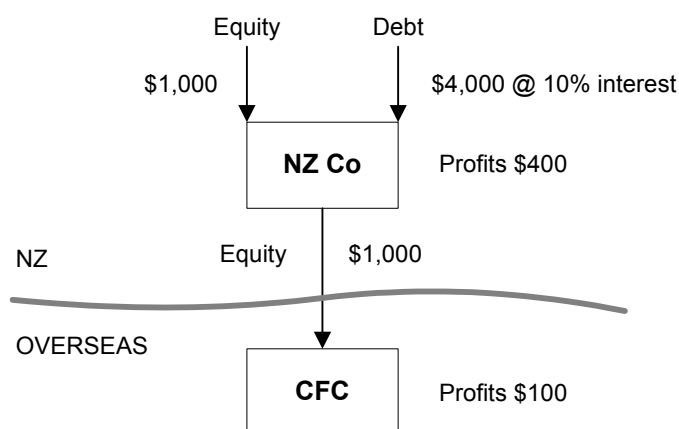 Equity Debt
$1,000 $4,000 @ 10% interest
NZ Co Profits $400
NZ Equity $1,000
OVERSEAS
CFC Profits $100